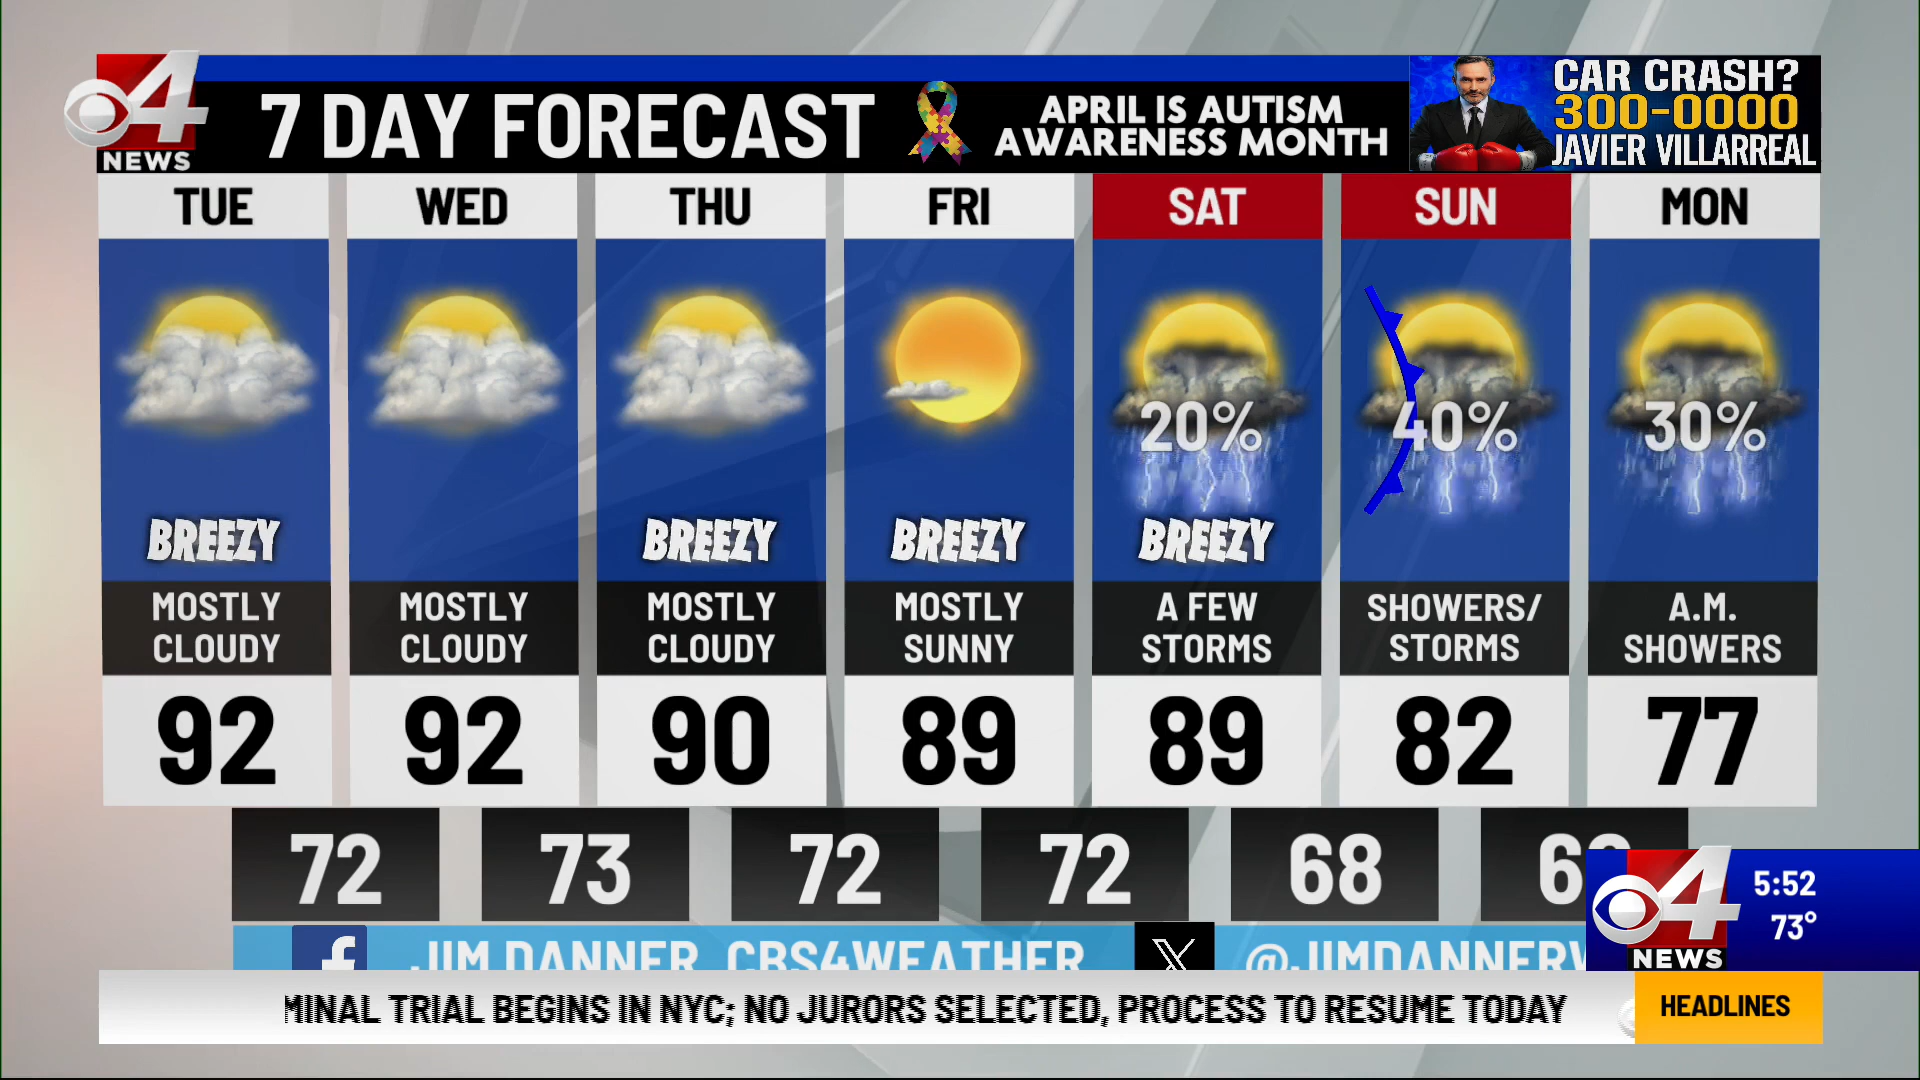 4
NEWS
7 DAY FORECAST
APRIL IS AUTISM
AWARENESS MONTH
CAR CRASH?
300-0000
JAVIER VILLARREAL
TUE
WED
THU
FRI
SAT
SUN
MON
20%
40%
30%
BREEZY
BREEZY
BREEZY
BREEZY
MOSTLY
CLOUDY
MOSTLY
CLOUDY
MOSTLY
CLOUDY
MOSTLY
SUNNY
A FEW
STORMS
SHOWERS/
STORMS
A.M.
SHOWERS
92
92
90
89
89
82
77
72
73
72
72
68
4
NEWS
5:52
73°
f JIM DANNER, CBS4WEATHER X
MINAL TRIAL BEGINS IN NYC; NO JURORS SELECTED, PROCESS TO RESUME TODAY
HEADLINES